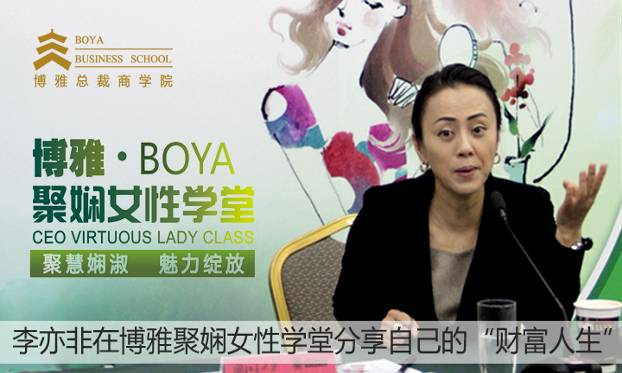 BOYA
BUSINESS SCHOOL
博雅总裁商学院
博雅·BOYA
聚娴女性学堂
CEO VIRTUOUS LADY CLASS
聚慧娴淑 魅力绽放
李亦非在博雅聚娴女性学堂分享自己的“财富人生”